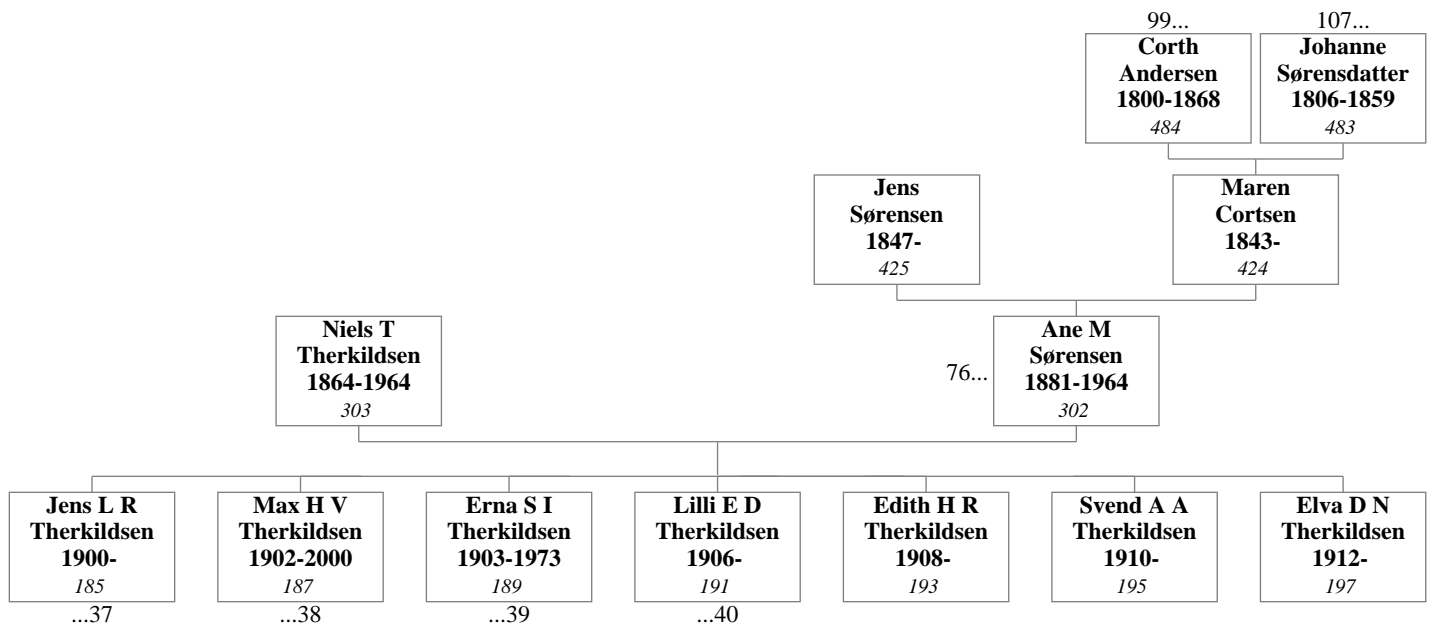 99...
Corth
Andersen
1800-1868
484
107...
Johanne
Sørensdatter
1806-1859
483
Jens
Sørensen
1847-
425
Maren
Cortsen
1843-
424
Niels T
Therkildsen
1864-1964
303
76...
Ane M
Sørensen
1881-1964
302
Jens L R
Therkildsen
1900-
185
...37
Max H V
Therkildsen
1902-2000
187
...38
Erna S I
Therkildsen
1903-1973
189
...39
Lilli E D
Therkildsen
1906-
191
...40
Edith H R
Therkildsen
1908-
193
Svend A A
Therkildsen
1910-
195
Elva D N
Therkildsen
1912-
197